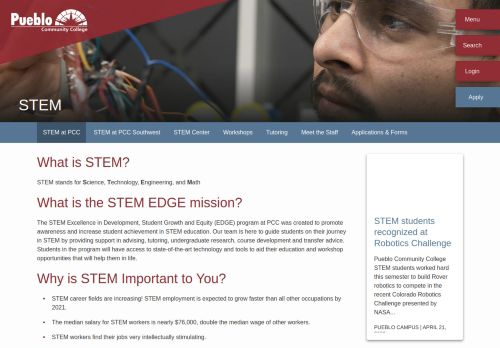 Pueblo
Community College
Menu
Search
Login
Apply
STEM
STEM at PCC
STEM at PCC Southwest
STEM Center
Workshops
Tutoring
Meet the Staff
Applications & Forms
What is STEM?
STEM stands for Science, Technology, Engineering, and Math
What is the STEM EDGE mission?
The STEM Excellence in Development, Student Growth and Equity (EDGE) program at PCC was created to promote
awareness and increase student achievement in STEM education. Our team is here to guide students on their journey
in STEM by providing support in advising, tutoring, undergraduate research, course development and transfer advice.
Students in the program will have access to state-of-the-art technology and tools to aid their education and workshop
opportunities that will help them in life.
Why is STEM Important to You?
STEM career fields are increasing! STEM employment is expected to grow faster than all other occupations by
2021.
The median salary for STEM workers is nearly $76,000, double the median wage of other workers.
STEM workers find their jobs very intellectually stimulating.
STEM students
recognized at
Robotics Challenge
Pueblo Community College
STEM students worked hard
this semester to build Rover
robotics to compete in the
recent Colorado Robotics
Challenge presented by
NASA...
PUEBLO CAMPUS | APRIL 21,